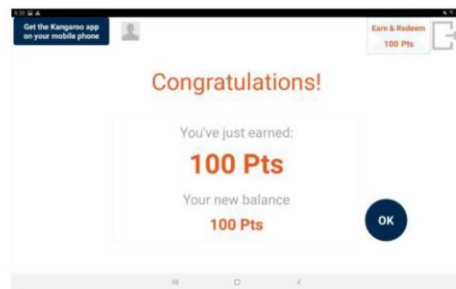 Get the Kangaroo app
on your mobile phone
Earn & Redeem
100 Pts
Congratulations!
You've just earned:
100 Pts
Your new balance
100 Pts
OK